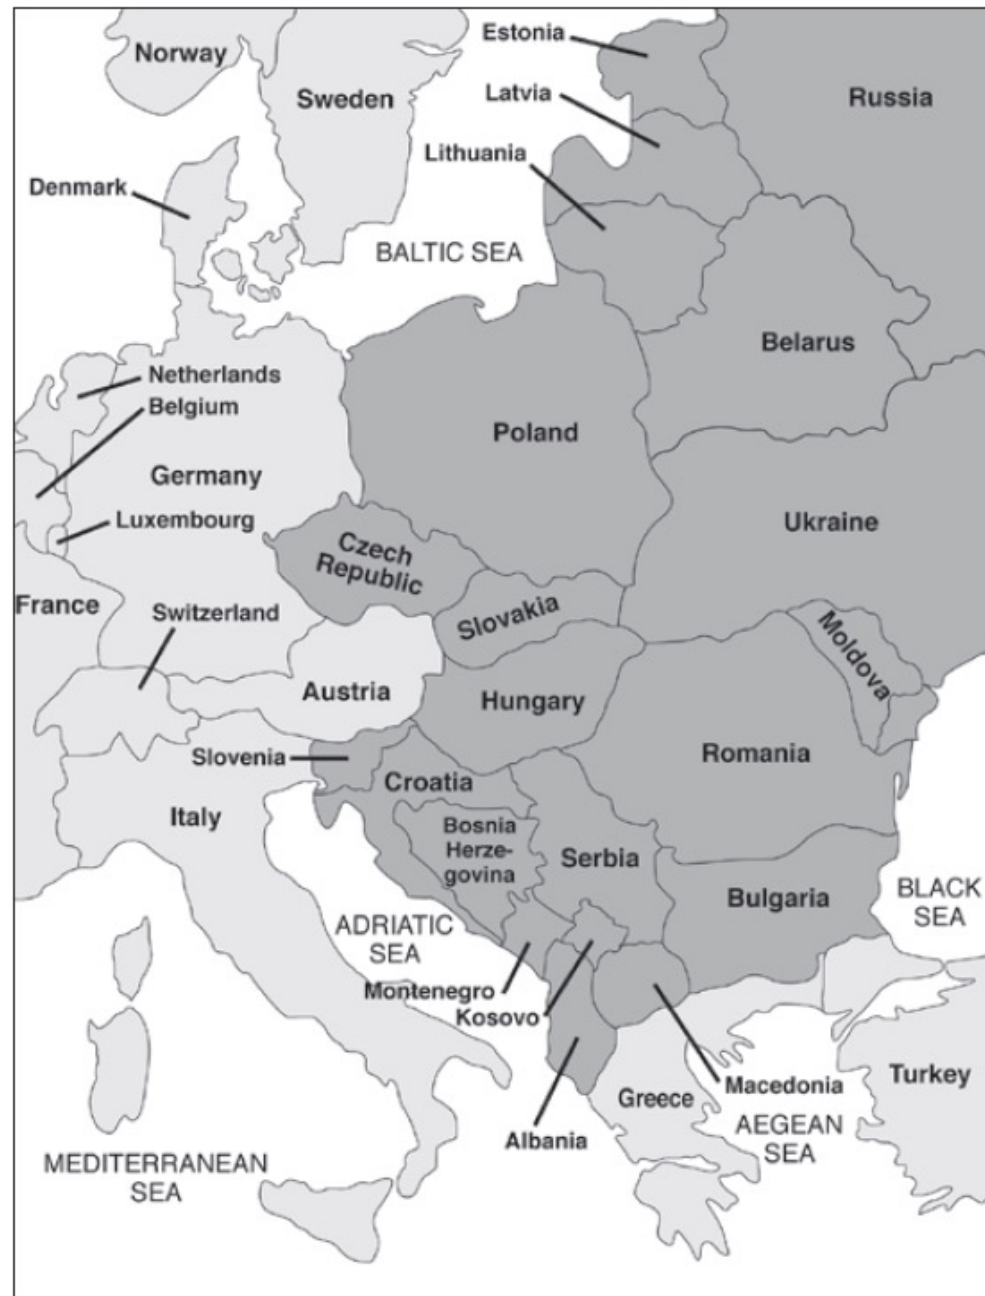 Estonia
Norway
Latvia
Sweden
Russia
Lithuania
Denmark
BALTIC SEA
Belarus
Netherlands
Belgium
Poland
Germany
Luxembourg
Ukraine
Czech
Republic
France
Switzerland
Slovakia
Moldova
Austria
Hungary
Slovenia
Romania
Croatia
Italy
Bosnia
Herze-
govina
Serbia
Bulgaria
BLACK
SEA
ADRIATIC
SEA
Montenegro
Kosovo
Turkey
Macedonia
Greece
AEGEAN
SEA
Albania
MEDITERRANEAN
SEA